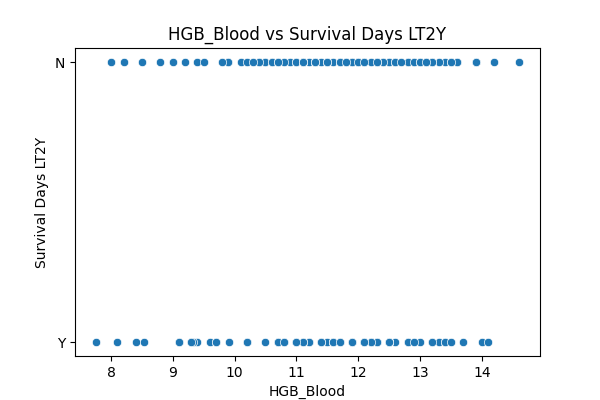 HGB_Blood vs Survival Days LT2Y
Survival Days LT2Y
N
Y
8 9 10 11 12 13 14
HGB_Blood